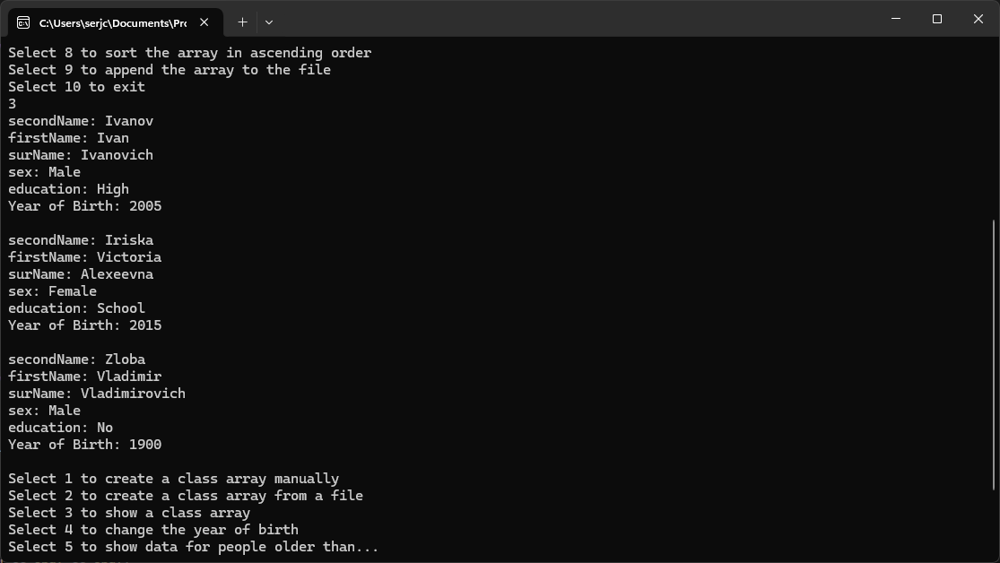 C:\Users\serjc\Documents\Prc
Select 8 to sort the array in ascending order
Select 9 to append the array to the file
Select 10 to exit
3
secondName: Ivanov
firstName: Ivan
surName: Ivanovich
sex: Male
education: High
Year of Birth: 2005
secondName: Iriska
firstName: Victoria
surName: Alexeevna
sex: Female
education: School
Year of Birth: 2015
secondName: Zloba
firstName: Vladimir
surName: Vladimirovich
sex: Male
education: No
Year of Birth: 1900
Select 1 to create a class array manually
Select 2 to create a class array from a file
Select 3 to show a class array
Select 4 to change the year of birth
Select 5 to show data for people older than...